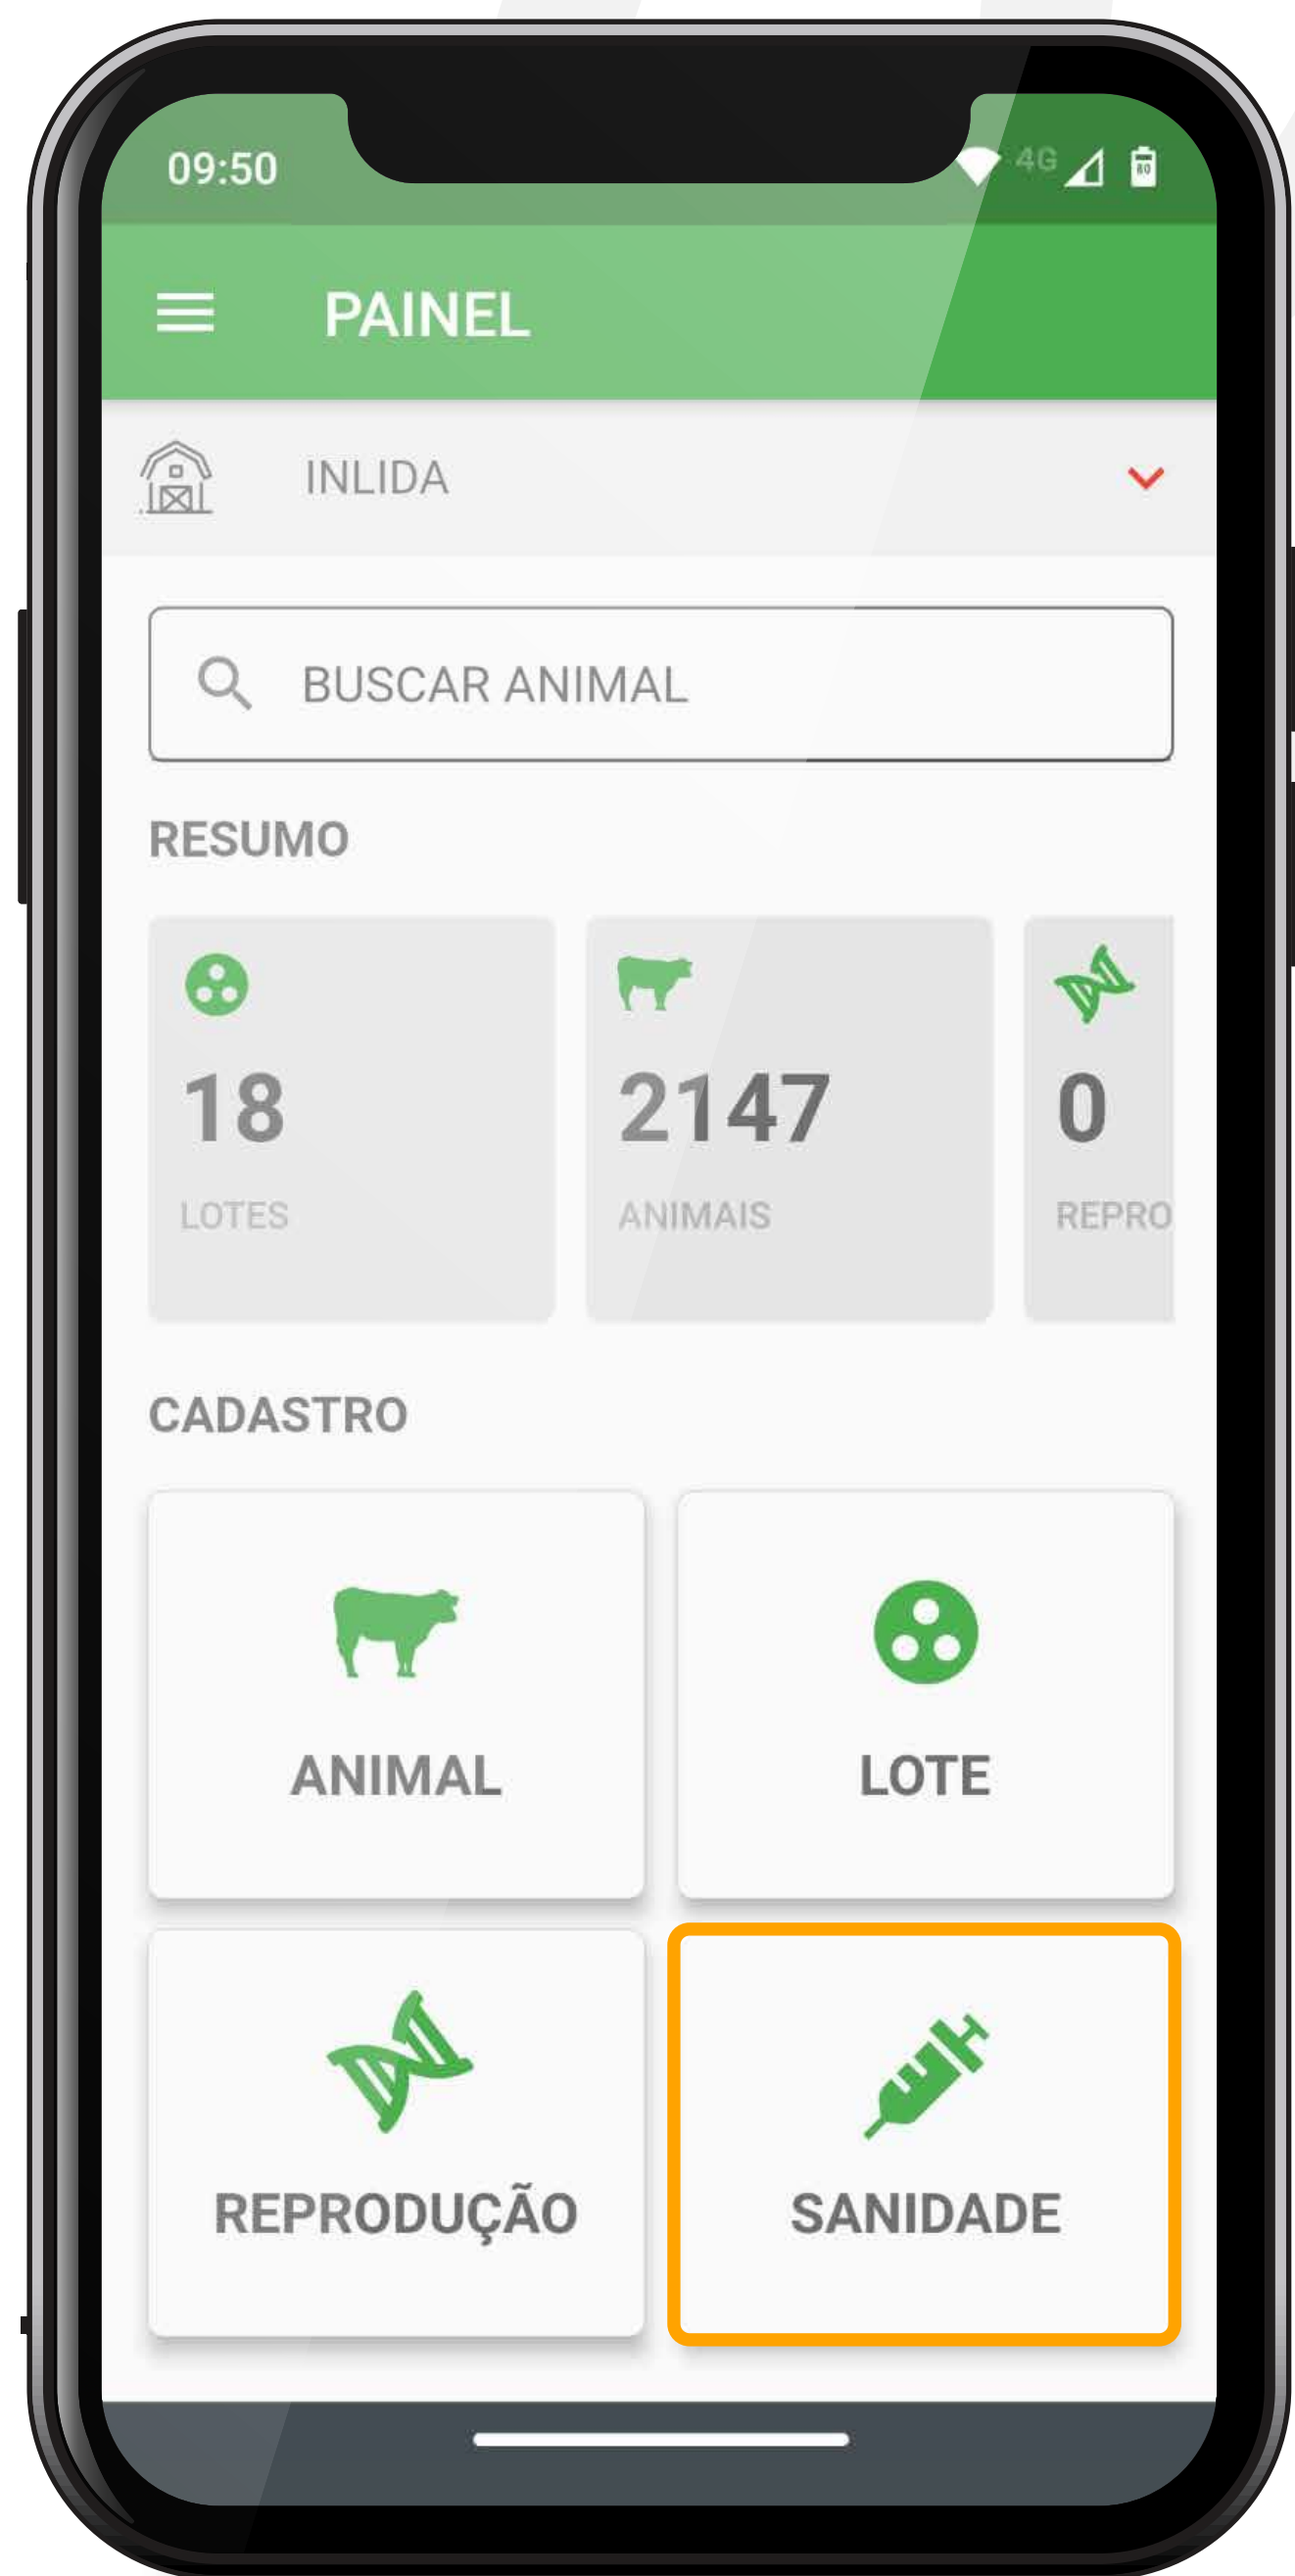 09:50
4G
80
PAINEL
INLIDA
BUSCAR ANIMAL
RESUMO
18
2147
0
LOTES
ANIMAIS
REPRO
CADASTRO
ANIMAL
LOTE
REPRODUÇÃO
SANIDADE